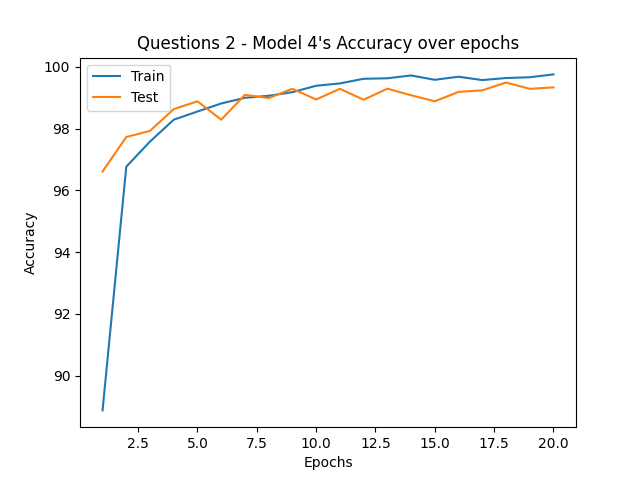 Questions 2 - Model 4's Accuracy over epochs
Train
Test
100
98
96
94
92
90
Accuracy
2.5 5.0 7.5 10.0 12.5 15.0 17.5 20.0
Epochs